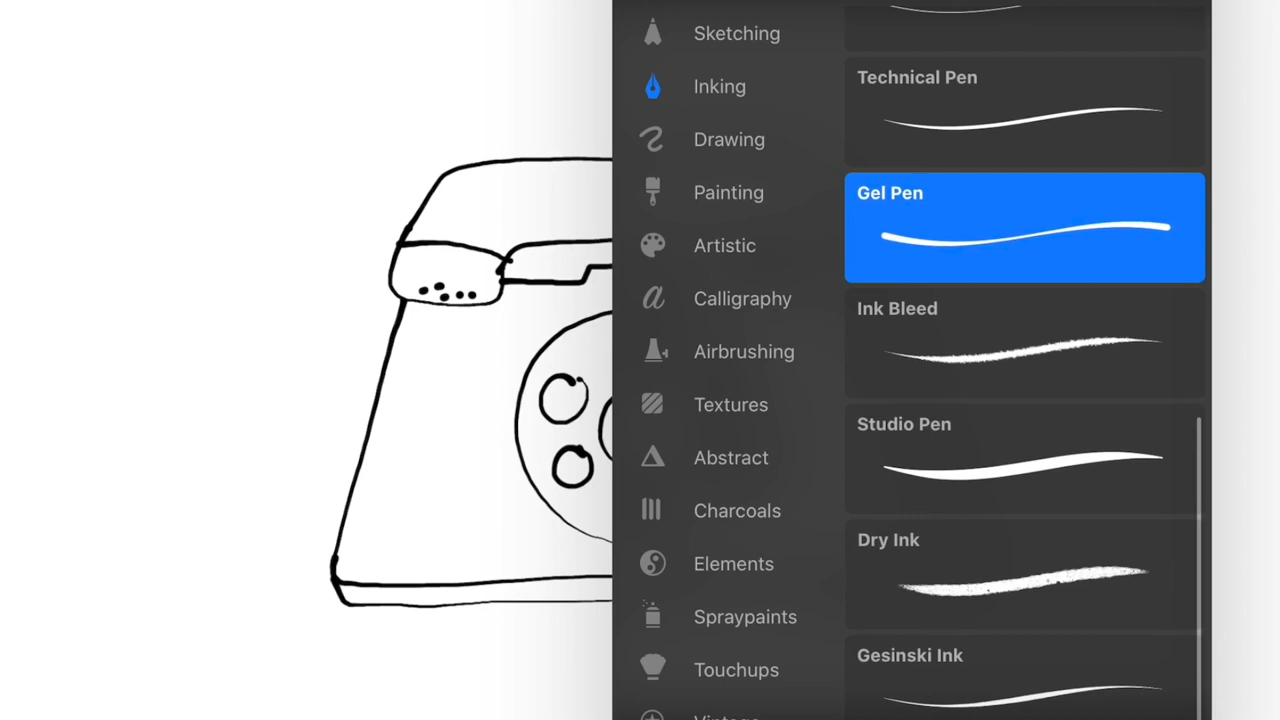 Sketching
Inking
Drawing
Painting
Artistic
Calligraphy
Airbrushing
Textures
Abstract
Charcoals
Elements
Spraypaints
Touchups
Technical Pen
Gel Pen
Ink Bleed
Studio Pen
Dry Ink
Gesinski Ink